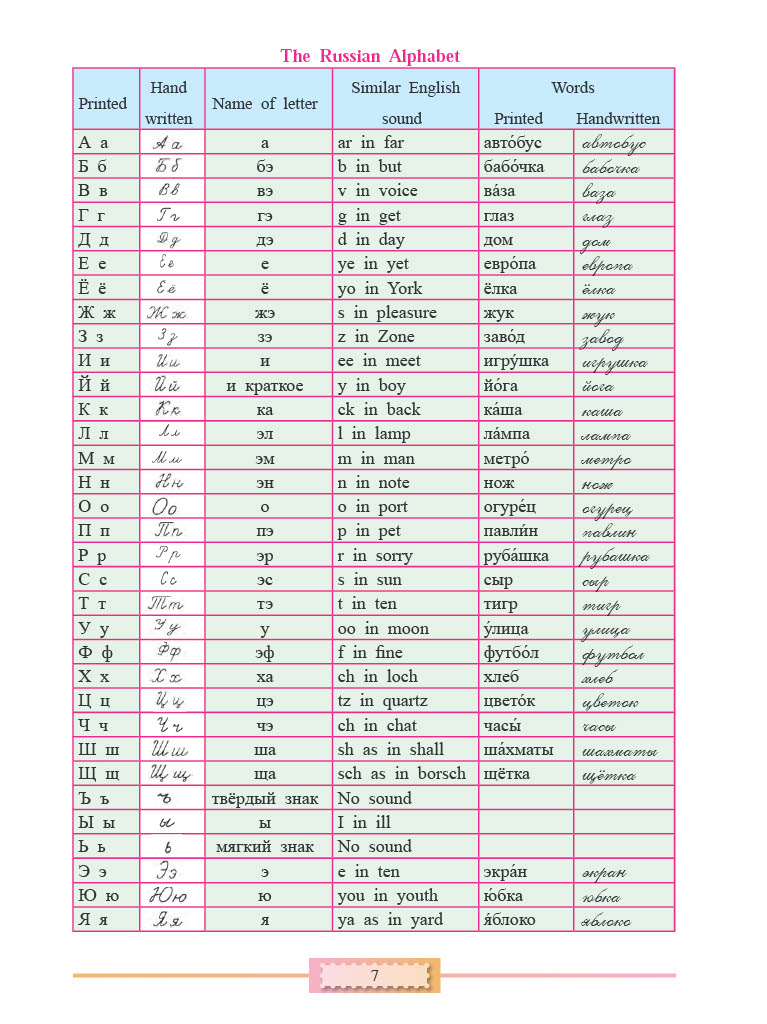 The Russian Alphabet
Printed Hand written Name of letter Similar English sound Words Printed Handwritten
А а А а а ar in far авто́бус автобус
Б б Б б бэ b in but бабо́чка бабочка
В в В в вэ v in voice ва́за ваза
Г г Г г гэ g in get глаз глаз
Д д Д д дэ d in day дом дом
Е е Е е е ye in yet евро́па европа
Ё ё Ё ё ё yo in York ёлка ёлка
Ж ж Ж ж жэ s in pleasure жук жук
З з З з зэ z in Zone заво́д завод
И и И и и ee in meet игру́шка игрушка
Й й Й й и краткое y in boy йо́га йога
К к К к ка ck in back ка́ша каша
Л л Л л эл l in lamp ла́мпа лампа
М м М м эм m in man метро́ метро
Н н Н н эн n in note нож нож
О о О о о o in port огуре́ц огурец
П п П п пэ p in pet павли́н павлин
Р р Р р эр r in sorry руба́шка рубашка
С с С с эс s in sun сыр сыр
Т т Т т тэ t in ten тигр тигр
У у У у у oo in moon у́лица улица
Ф ф Ф ф эф f in fine футбо́л футбол
Х х Х х ха ch in loch хлеб хлеб
Ц ц Ц ц цэ tz in quartz цвето́к цветок
Ч ч Ч ч чэ ch in chat часы́ часы
Ш ш Ш ш ша sh as in shall ша́хматы шахматы
Щ щ Щ щ ща sch as in borsch щётка щётка
Ъ ъ ъ твёрдый знак No sound
Ы ы ы ы I in ill
Ь ь ь мягкий знак No sound
Э э Э э э e in ten экра́н экран
Ю ю Ю ю ю you in youth ю́бка юбка
Я я Я я я ya as in yard я́блоко яблоко
7